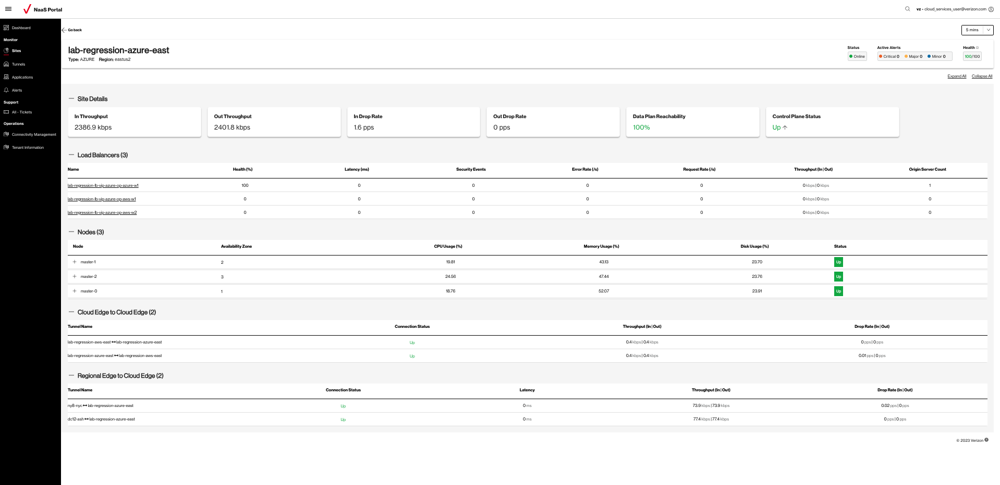 NaaS Portal
vz - cloud_services_user@verizon.com
Dashboard
Monitor
Sites
Tunnels
Applications
Alerts
Support
All - Tickets
Operations
Connectivity Management
Tenant Information
Go back
5 mins
lab-regression-azure-east
Type: AZURE Region: eastus2
Status
Online
Active Alerts
Critical 0 Major 0 Minor 0
Health
100/100
Expand All Collapse All
Site Details
In Throughput
2386.9 kbps
Out Throughput
2401.8 kbps
In Drop Rate
1.6 pps
Out Drop Rate
0 pps
Data Plan Reachability
100%
Control Plane Status
Up
Load Balancers (3)
Name Health (%) Latency (ms) Security Events Error Rate (/s) Request Rate (/s) Throughput (In | Out) Origin Server Count
lab-regression-lb-vip-azure-op-azure-w1 100 0 0 0 0 0 kbps | 0 kbps 1
lab-regression-lb-vip-azure-op-aws-w1 0 0 0 0 0 0 kbps | 0 kbps 0
lab-regression-lb-vip-azure-op-aws-w2 0 0 0 0 0 0 kbps | 0 kbps 0
Nodes (3)
Node Availability Zone CPU Usage (%) Memory Usage (%) Disk Usage (%) Status
master-1 2 19.81 43.13 23.70 Up
master-2 3 24.56 47.44 23.76 Up
master-0 1 18.76 52.07 23.91 Up
Cloud Edge to Cloud Edge (2)
Tunnel Name Connection Status Throughput (In | Out) Drop Rate (In | Out)
lab-regression-aws-east ↔ lab-regression-azure-east Up 0.4 kbps | 0.4 kbps 0 pps | 0 pps
lab-regression-azure-east ↔ lab-regression-aws-east Up 0.4 kbps | 0.4 kbps 0.01 pps | 0 pps
Regional Edge to Cloud Edge (2)
Tunnel Name Connection Status Latency Throughput (In | Out) Drop Rate (In | Out)
ny8-nyc ↔ lab-regression-azure-east Up 0 ms 73.9 kbps | 73.9 kbps 0.02 pps | 0 pps
dc12-ash ↔ lab-regression-azure-east Up 0 ms 77.4 kbps | 77.4 kbps 0 pps | 0 pps
© 2023 Verizon